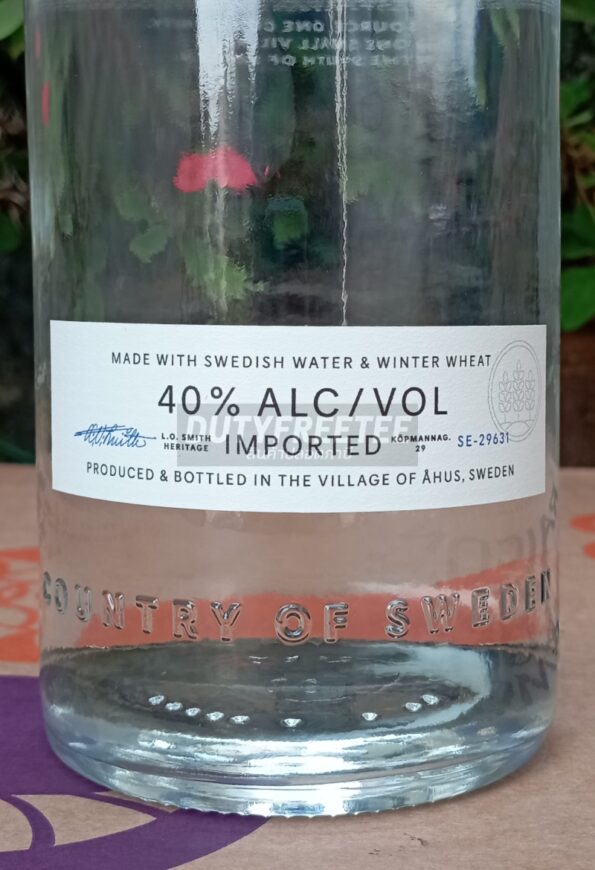 MADE WITH SWEDISH WATER & WINTER WHEAT
40% ALC/VOL
DUTYFREETEE
L.O. SMITH HERITAGE IMPORTED KÖPMANNAG. 29 SE-29631
PRODUCED & BOTTLED IN THE VILLAGE OF ÅHUS, SWEDEN
COUNTRY OF SWEDEN